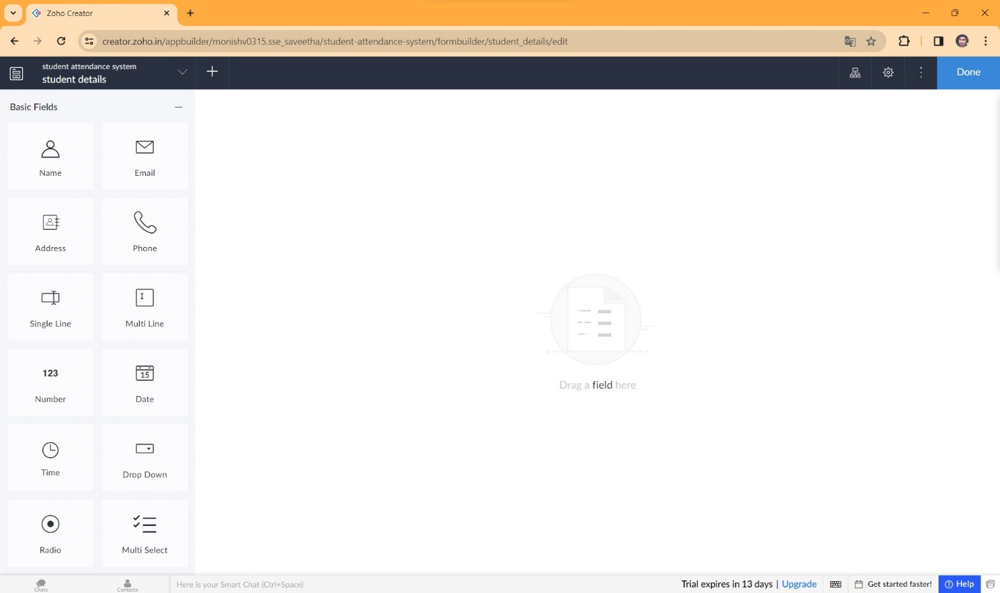 Zoho Creator
creator.zoho.in/appbuilder/monishv0315.sse_saveetha/student-attendance-system/formbuilder/student_details/edit
student attendance system
student details
Done
Basic Fields
Name
Email
Address
Phone
Single Line
Multi Line
123
15
Number
Date
Time
Drop Down
Radio
Multi Select
Drag a field here
Chats
Contacts
Here is your Smart Chat (Ctrl+Space)
Trial expires in 13 days | Upgrade
Get started faster!
Help